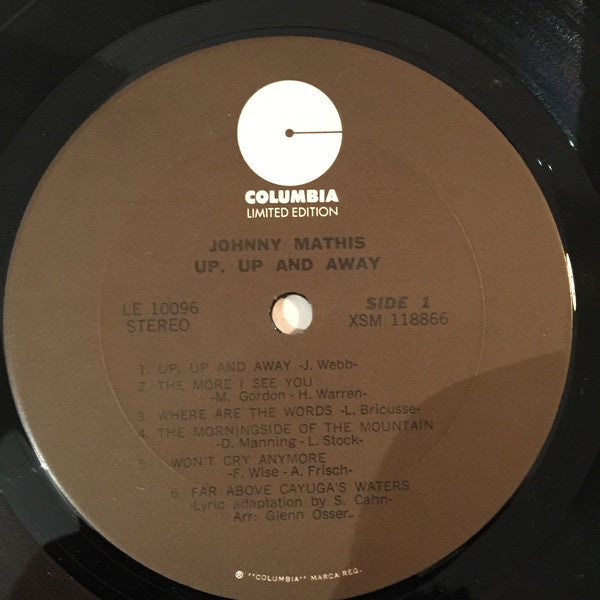 COLUMBIA
LIMITED EDITION
JOHNNY MATHIS
UP, UP AND AWAY
LE 10096
STEREO
SIDE 1
XSM 118866
1. UP, UP AND AWAY -J. Webb-
2. THE MORE I SEE YOU
-M. Gordon - H. Warren-
3. WHERE ARE THE WORDS -L. Bricusse-
4. THE MORNINGSIDE OF THE MOUNTAIN
-D. Manning - L. Stock-
5. I WON'T CRY ANYMORE
-F. Wise - A. Frisch-
6. FAR ABOVE CAYUGA'S WATERS
-Lyric adaptation by S. Cahn-
Arr: Glenn Osser..
® "COLUMBIA" MARCA REG.